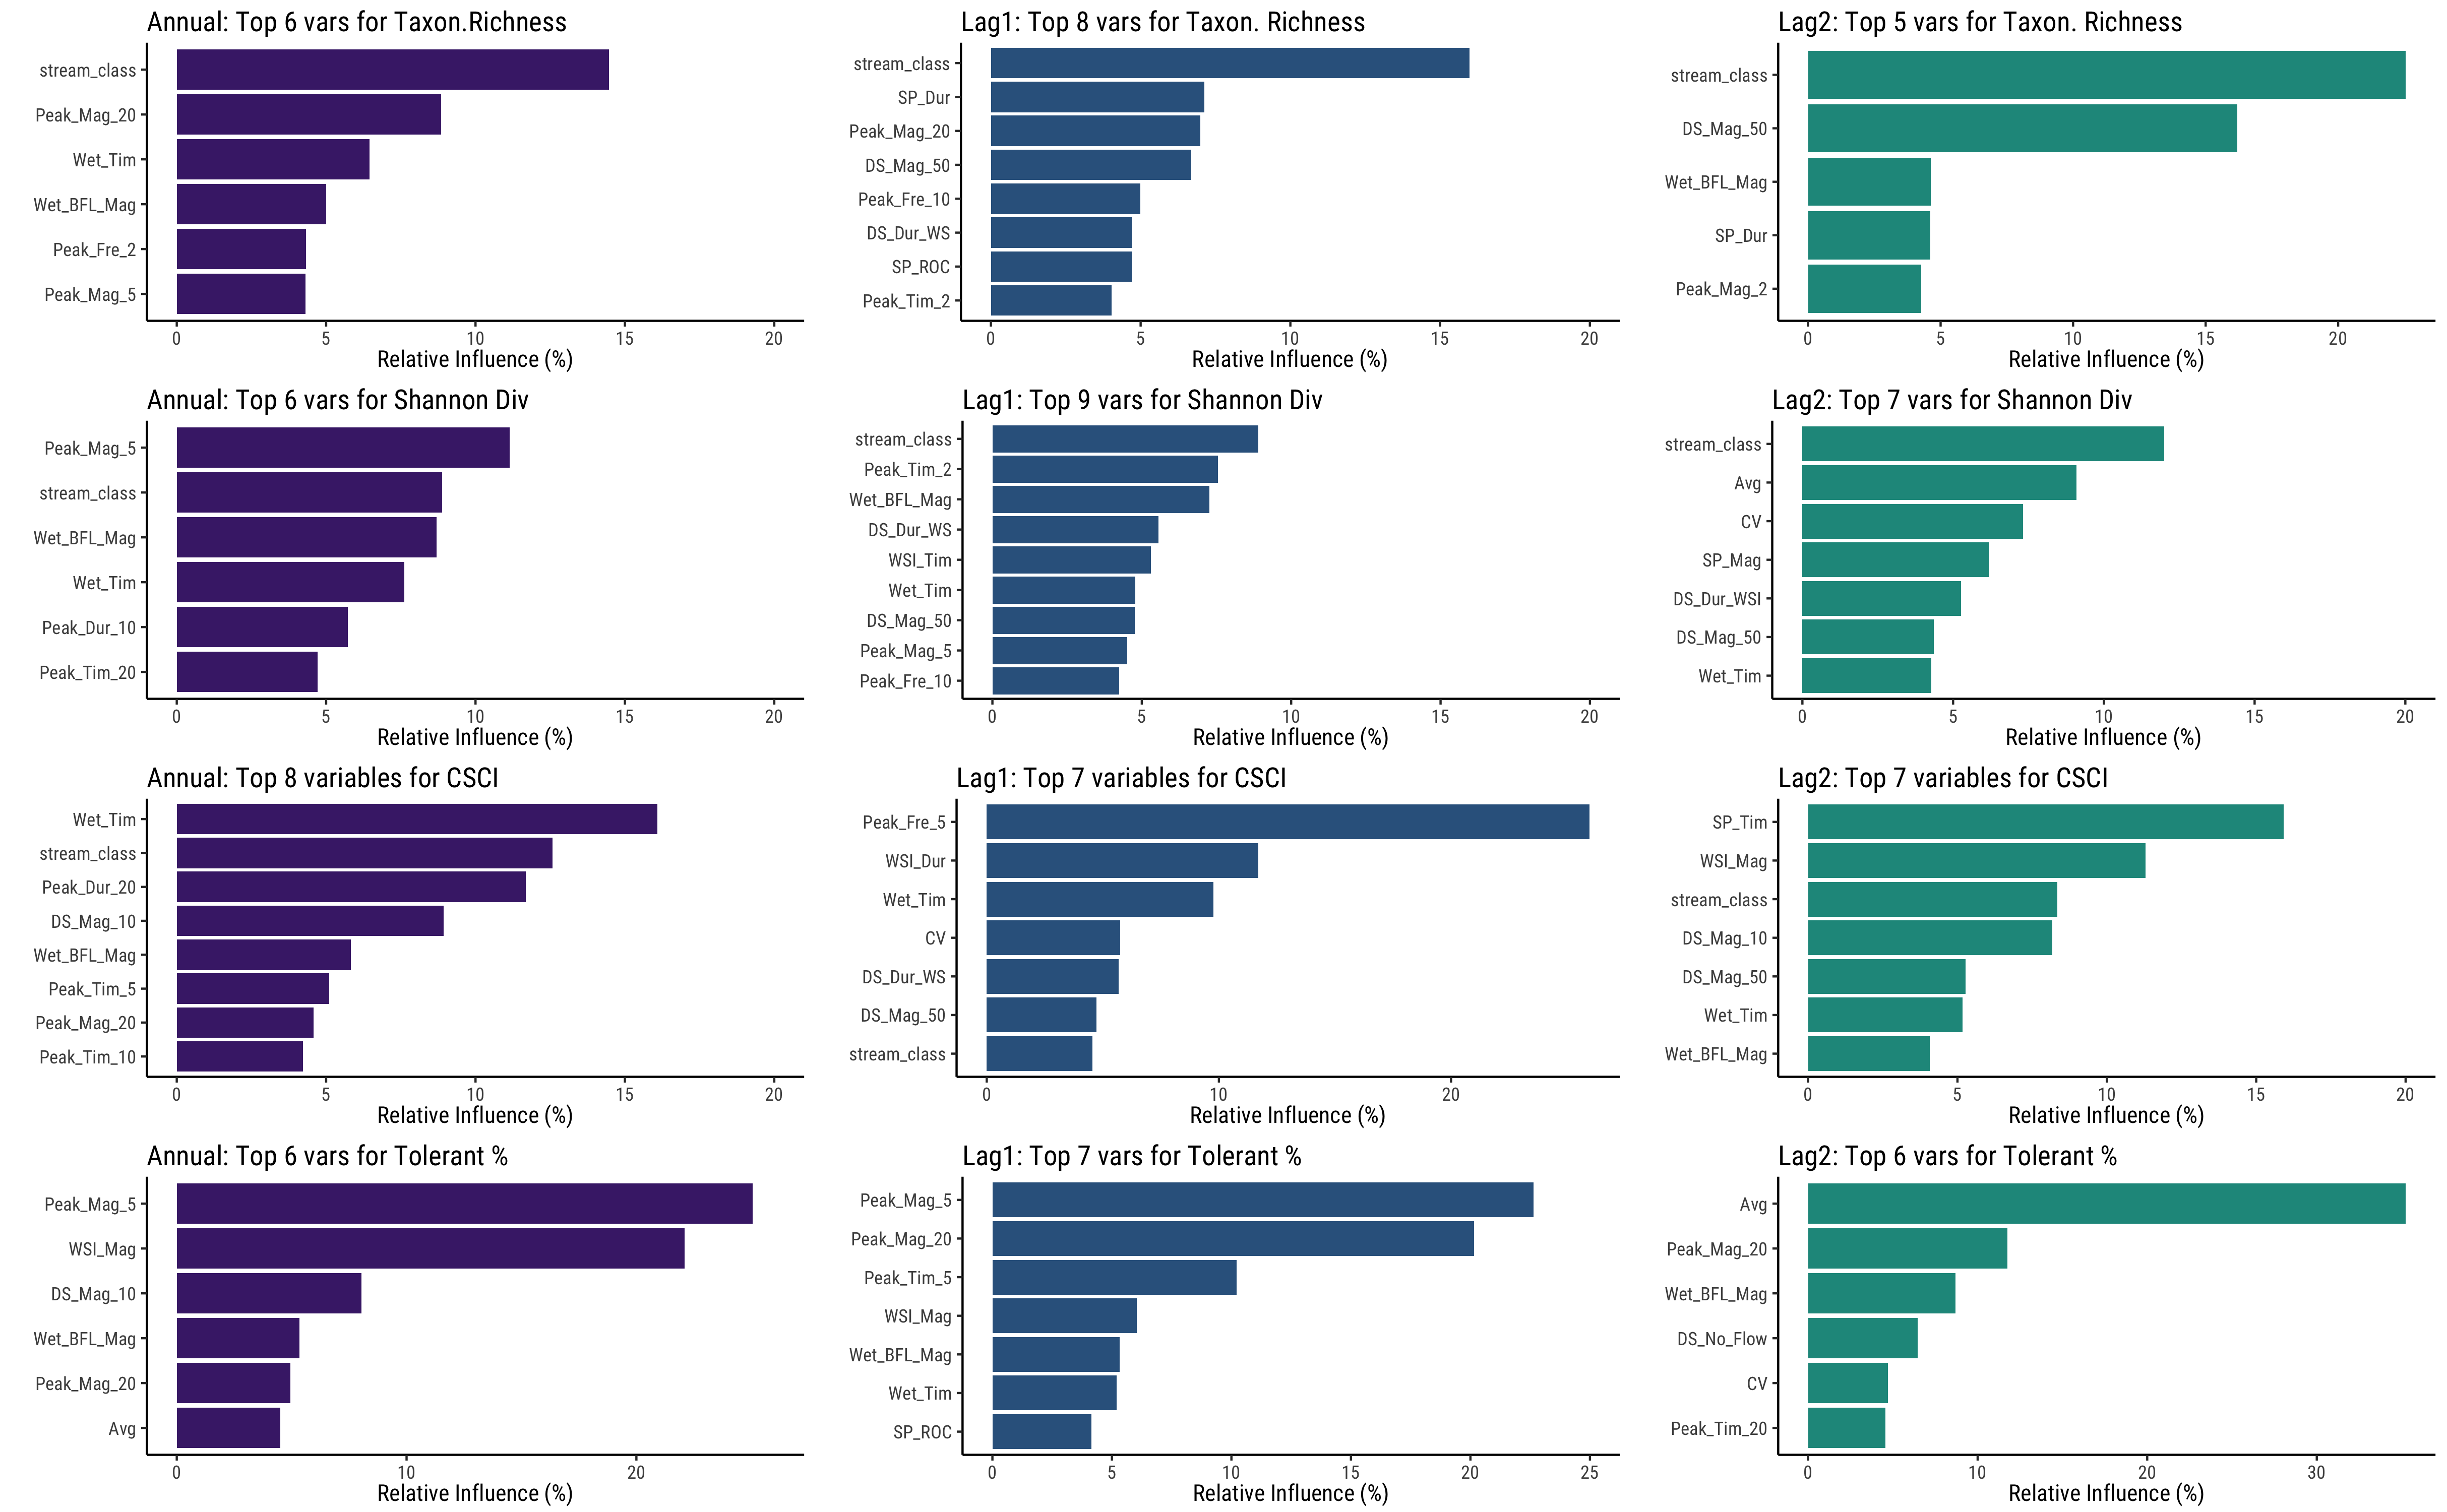 Annual: Top 6 vars for Taxon.Richness
stream_class
Peak_Mag_20
Wet_Tim
Wet_BFL_Mag
Peak_Fre_2
Peak_Mag_5
0 5 10 15 20
Relative Influence (%)
Lag1: Top 8 vars for Taxon. Richness
stream_class
SP_Dur
Peak_Mag_20
DS_Mag_50
Peak_Fre_10
DS_Dur_WS
SP_ROC
Peak_Tim_2
0 5 10 15 20
Relative Influence (%)
Lag2: Top 5 vars for Taxon. Richness
stream_class
DS_Mag_50
Wet_BFL_Mag
SP_Dur
Peak_Mag_2
0 5 10 15 20
Relative Influence (%)
Annual: Top 6 vars for Shannon Div
Peak_Mag_5
stream_class
Wet_BFL_Mag
Wet_Tim
Peak_Dur_10
Peak_Tim_20
0 5 10 15 20
Relative Influence (%)
Lag1: Top 9 vars for Shannon Div
stream_class
Peak_Tim_2
Wet_BFL_Mag
DS_Dur_WS
WSI_Tim
Wet_Tim
DS_Mag_50
Peak_Mag_5
Peak_Fre_10
0 5 10 15 20
Relative Influence (%)
Lag2: Top 7 vars for Shannon Div
stream_class
Avg
CV
SP_Mag
DS_Dur_WSI
DS_Mag_50
Wet_Tim
0 5 10 15 20
Relative Influence (%)
Annual: Top 8 variables for CSCI
Wet_Tim
stream_class
Peak_Dur_20
DS_Mag_10
Wet_BFL_Mag
Peak_Tim_5
Peak_Mag_20
Peak_Tim_10
0 5 10 15 20
Relative Influence (%)
Lag1: Top 7 variables for CSCI
Peak_Fre_5
WSI_Dur
Wet_Tim
CV
DS_Dur_WS
DS_Mag_50
stream_class
0 10 20
Relative Influence (%)
Lag2: Top 7 variables for CSCI
SP_Tim
WSI_Mag
stream_class
DS_Mag_10
DS_Mag_50
Wet_Tim
Wet_BFL_Mag
0 5 10 15 20
Relative Influence (%)
Annual: Top 6 vars for Tolerant %
Peak_Mag_5
WSI_Mag
DS_Mag_10
Wet_BFL_Mag
Peak_Mag_20
Avg
0 10 20
Relative Influence (%)
Lag1: Top 7 vars for Tolerant %
Peak_Mag_5
Peak_Mag_20
Peak_Tim_5
WSI_Mag
Wet_BFL_Mag
Wet_Tim
SP_ROC
0 5 10 15 20 25
Relative Influence (%)
Lag2: Top 6 vars for Tolerant %
Avg
Peak_Mag_20
Wet_BFL_Mag
DS_No_Flow
CV
Peak_Tim_20
0 10 20 30
Relative Influence (%)